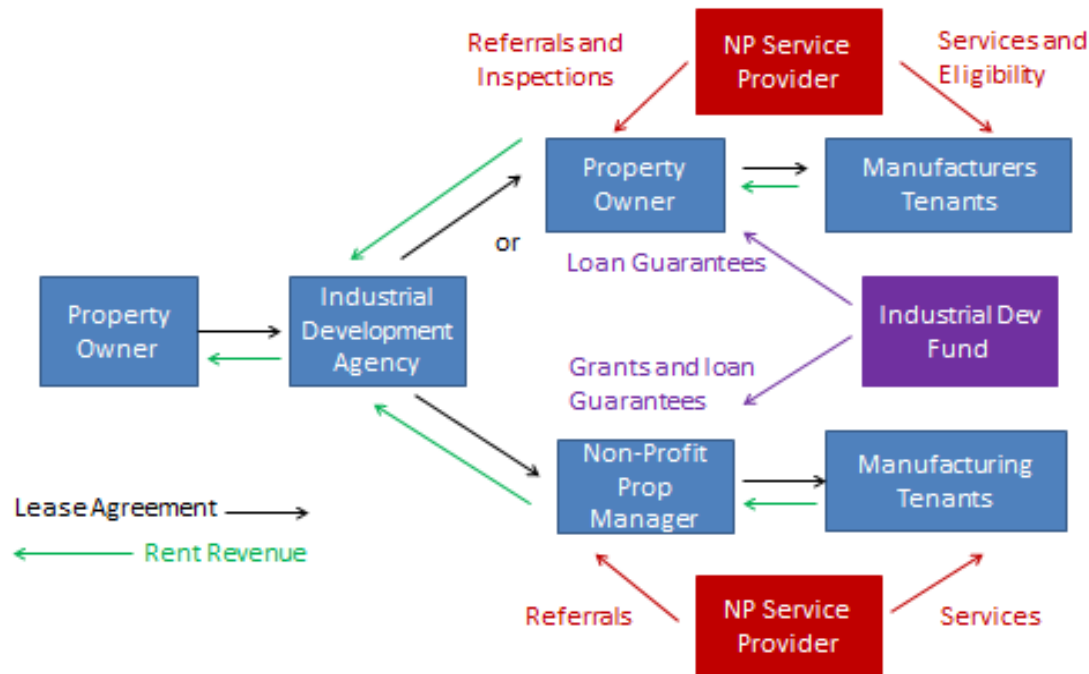 Referrals and
Inspections
NP Service
Provider
Services and
Eligibility
Property
Owner
Manufacturers
Tenants
or
Loan Guarantees
Property
Owner
Industrial
Development
Agency
Industrial Dev
Fund
Grants and loan
Guarantees
Non-Profit
Prop
Manager
Manufacturing
Tenants
Lease Agreement
Rent Revenue
Referrals
NP Service
Provider
Services